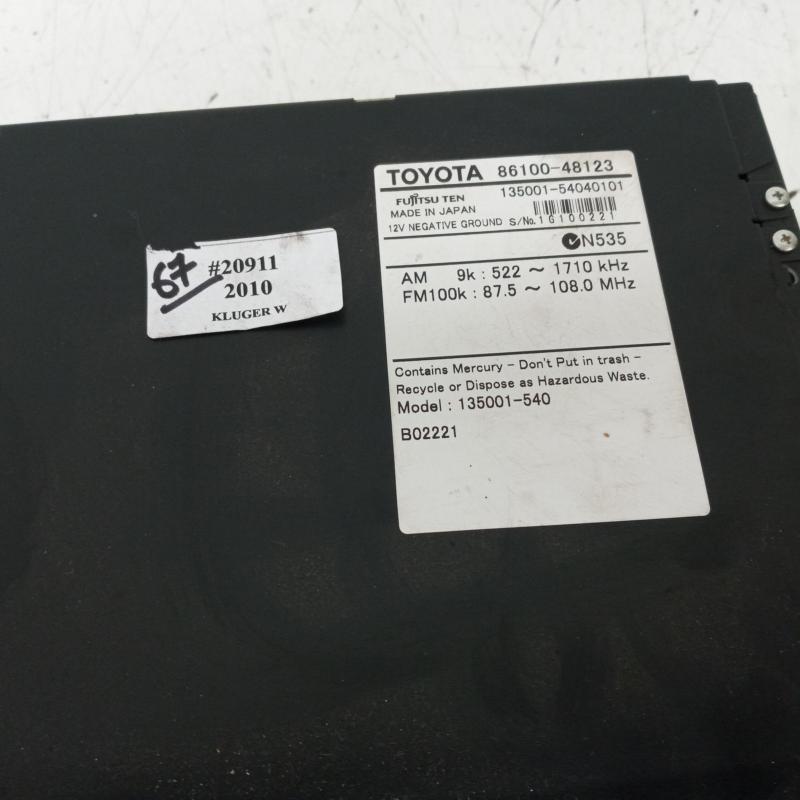 TOYOTA 86100-48123
FUJITSU TEN 135001-54040101
MADE IN JAPAN
12V NEGATIVE GROUND S/No.1G100221
N535
AM 9k : 522 ~ 1710 kHz
FM100k : 87.5 ~ 108.0 MHz
Contains Mercury - Don't Put in trash -
Recycle or Dispose as Hazardous Waste.
Model : 135001-540
B02221
67
#20911
2010
KLUGER W